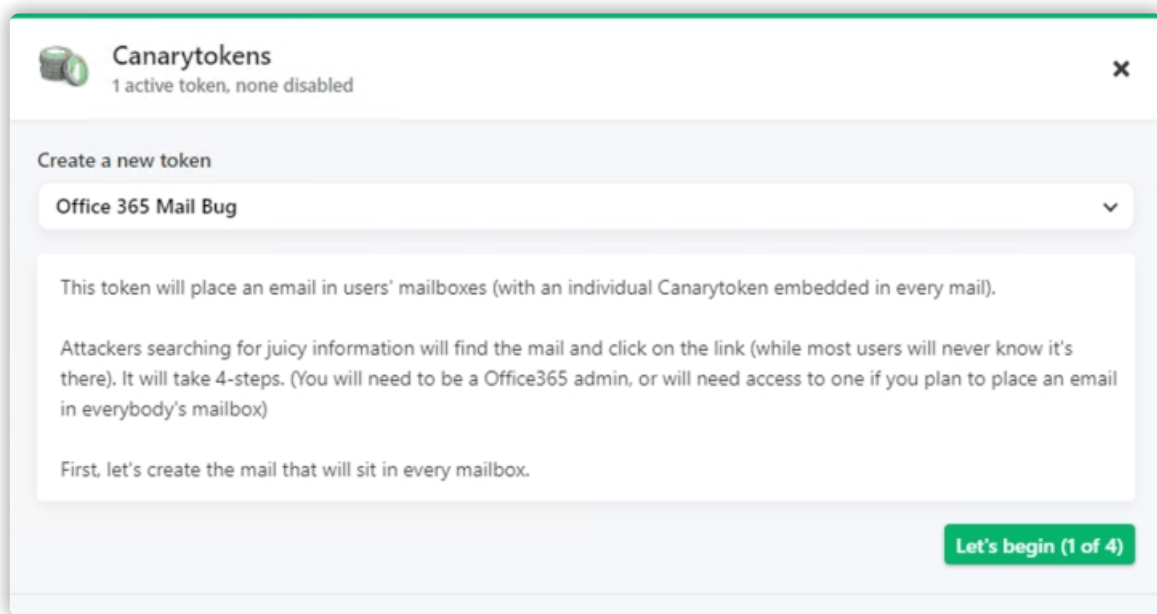 Canarytokens
1 active token, none disabled
Create a new token
Office 365 Mail Bug
This token will place an email in users' mailboxes (with an individual Canarytoken embedded in every mail).
Attackers searching for juicy information will find the mail and click on the link (while most users will never know it's
there). It will take 4-steps. (You will need to be a Office365 admin, or will need access to one if you plan to place an email
in everybody's mailbox)
First, let's create the mail that will sit in every mailbox.
Let's begin (1 of 4)